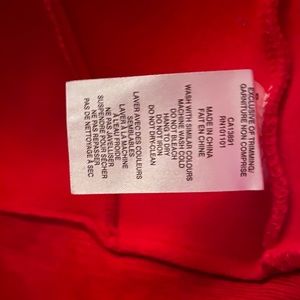 EXCLUSIVE OF TRIMMING/
GARNITURE NON COMPRISE
CA13891
RN101701
MADE IN CHINA
FAIT EN CHINE
WASH WITH SIMILAR COLOURS
MACHINE WASH COLD
DO NOT BLEACH
HANG TO DRY
DO NOT IRON
DO NOT DRY-CLEAN
LAVER AVEC DES COULEURS
SEMBLABLES
LAVER À LA MACHINE
À L'EAU FROIDE
NE PAS JAVELLISER
SUSPENDRE POUR SÉCHER
NE PAS REPASSER
PAS DE NETTOYAGE À SEC